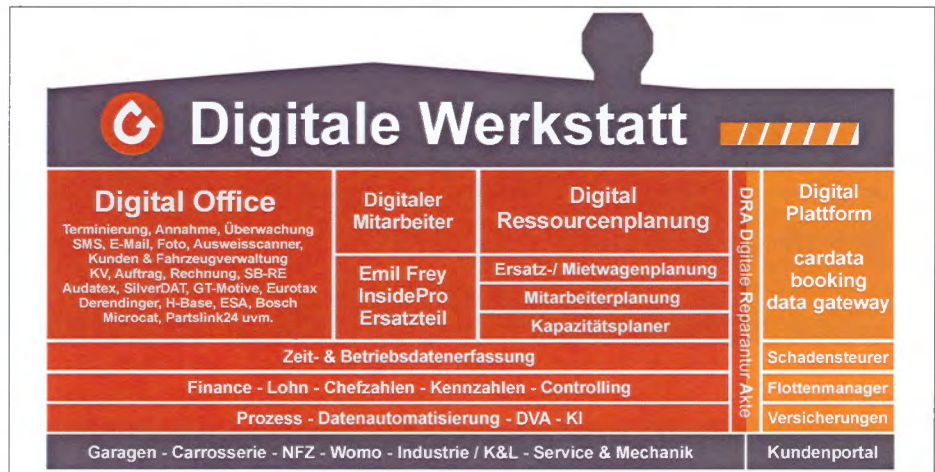 Digitale Werkstatt
Digital Office
Terminierung, Annahme, Überwachung
SMS, E-Mail, Foto, Ausweisscanner,
Kunden & Fahrzeugverwaltung
KV, Auftrag, Rechnung, SB-RE
Audatex, SilverDAT, GT-Motive, Eurotax
Derendinger, H-Base, ESA, Bosch
Microcat, Partslink24 uvm.
Digitaler
Mitarbeiter
Emil Frey
InsidePro
Ersatzteil
Digital
Ressourcenplanung
Ersatz-/ Mietwagenplanung
Mitarbeiterplanung
Kapazitätsplaner
Zeit- & Betriebsdatenerfassung
Finance - Lohn - Chefzahlen - Kennzahlen - Controlling
Prozess - Datenautomatisierung - DVA - KI
DRA Digitale Reparantur Akte
Digital
Plattform
cardata
booking
data gateway
Schadensteurer
Flottenmanager
Versicherungen
Garagen - Carrosserie - NFZ - Womo - Industrie / K&L - Service & Mechanik
Kundenportal